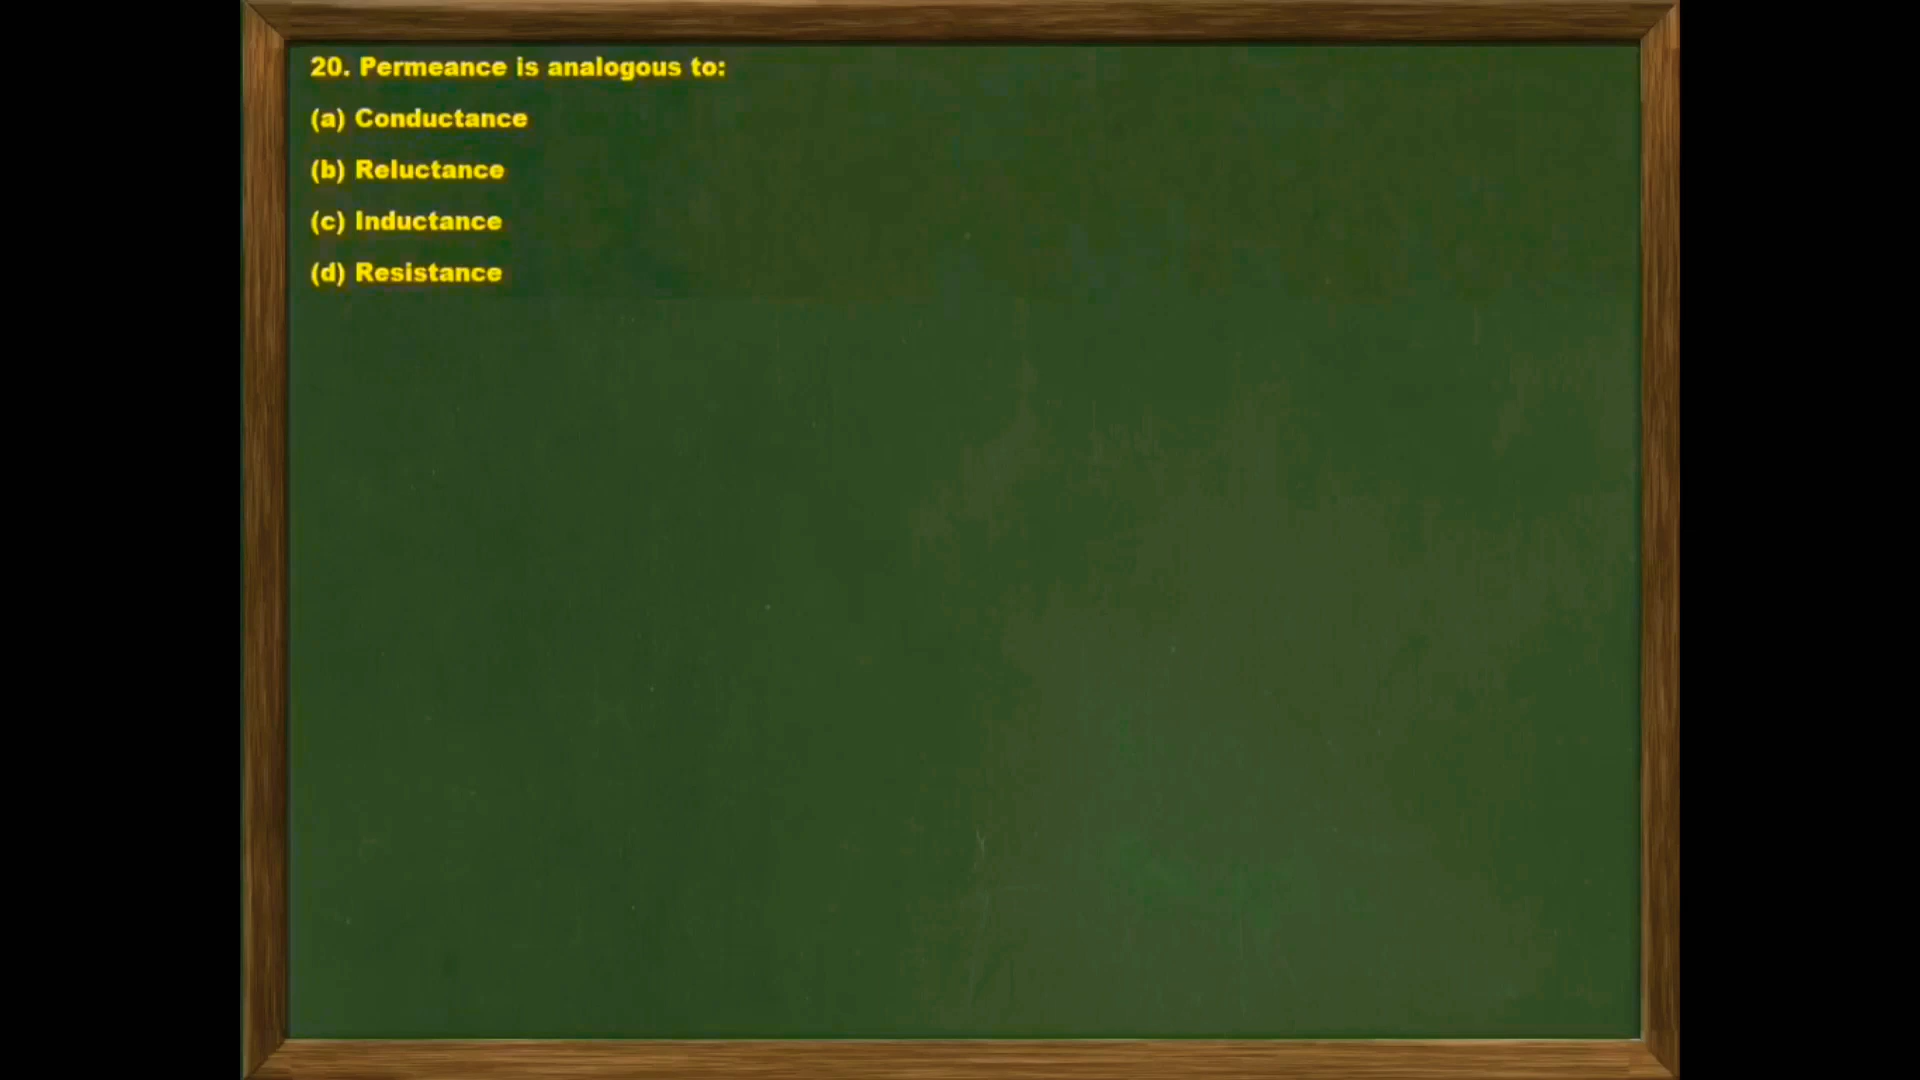 20. Permeance is analogous to:
(a) Conductance
(b) Reluctance
(c) Inductance
(d) Resistance